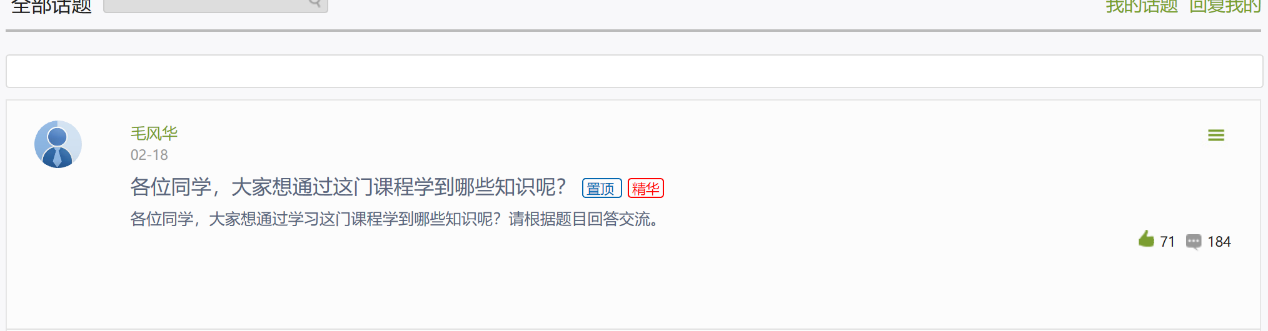 全部话题 我的话题 回复我的
毛风华
02-18
各位同学，大家想通过这门课程学到哪些知识呢？ 置顶 精华
各位同学，大家想通过学习这门课程学到哪些知识呢？请根据题目回答交流。
71 184